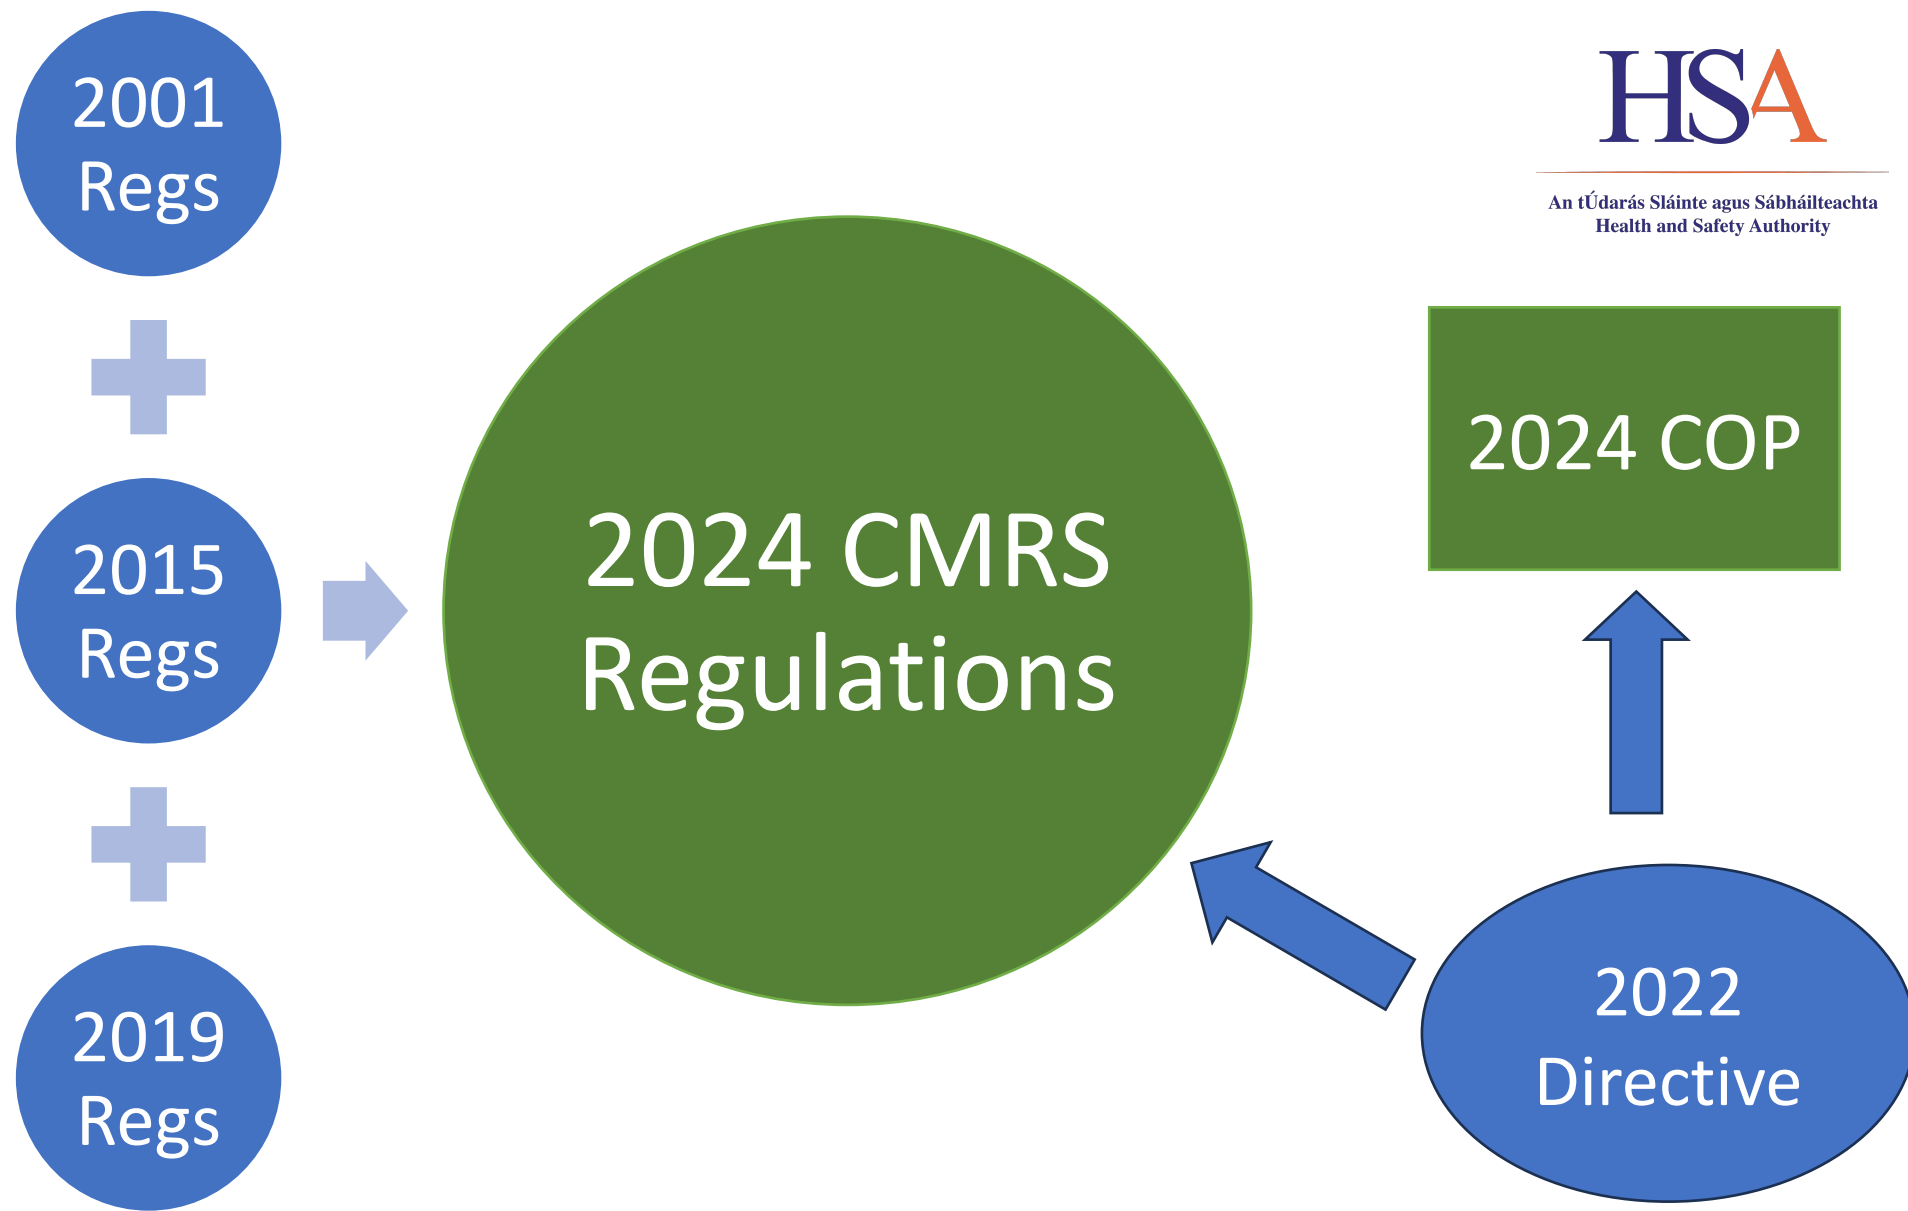 2001
Regs
2015
Regs
2019
Regs
2024 CMRS
Regulations
HSA
An tÚdarás Sláinte agus Sábháilteachta
Health and Safety Authority
2024 COP
2022
Directive